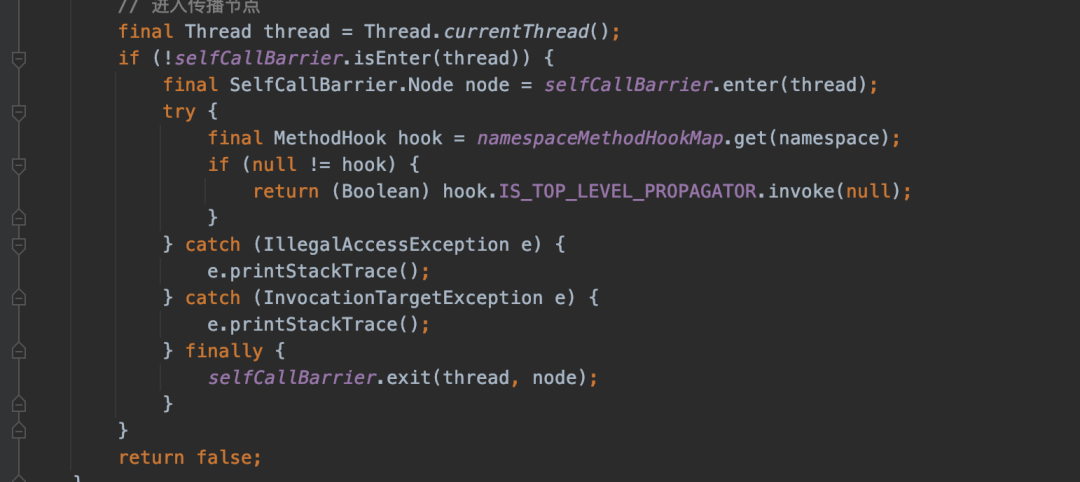 // 进入传播节点
final Thread thread = Thread.currentThread();
if (!selfCallBarrier.isEnter(thread)) {
final SelfCallBarrier.Node node = selfCallBarrier.enter(thread);
try {
final MethodHook hook = namespaceMethodHookMap.get(namespace);
if (null != hook) {
return (Boolean) hook.IS_TOP_LEVEL_PROPAGATOR.invoke(null);
}
} catch (IllegalAccessException e) {
e.printStackTrace();
} catch (InvocationTargetException e) {
e.printStackTrace();
} finally {
selfCallBarrier.exit(thread, node);
}
}
return false;
}